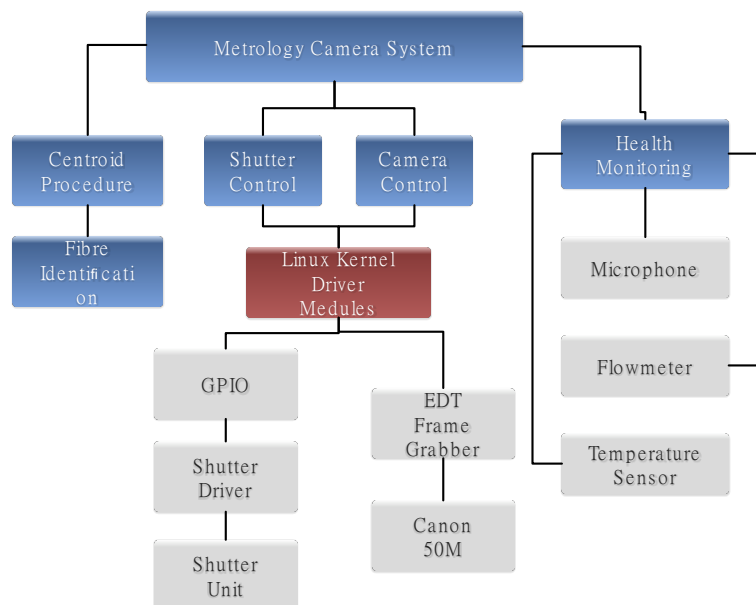 Metrology Camera System
Centroid
Procedure
Shutter
Control
Camera
Control
Health
Monitoring
Fibre
Identificati
on
Linux Kernel
Driver
Medules
Microphone
GPIO
Flowmeter
EDT
Frame
Grabber
Shutter
Driver
Temperature
Sensor
Canon
50M
Shutter
Unit